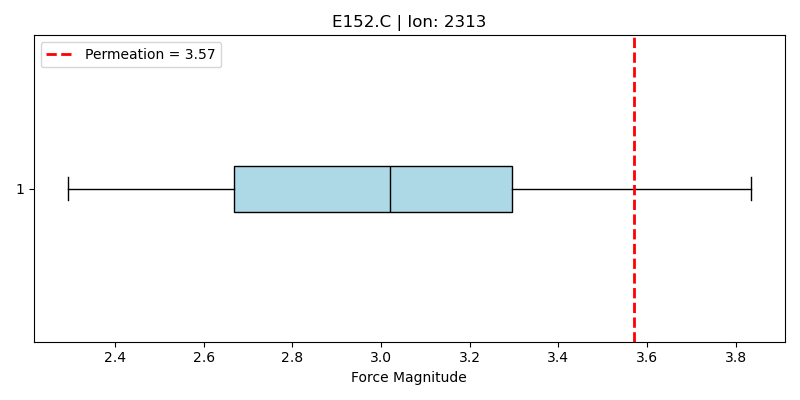 E152.C | Ion: 2313
Permeation = 3.57
1
2.4 2.6 2.8 3.0 3.2 3.4 3.6 3.8
Force Magnitude